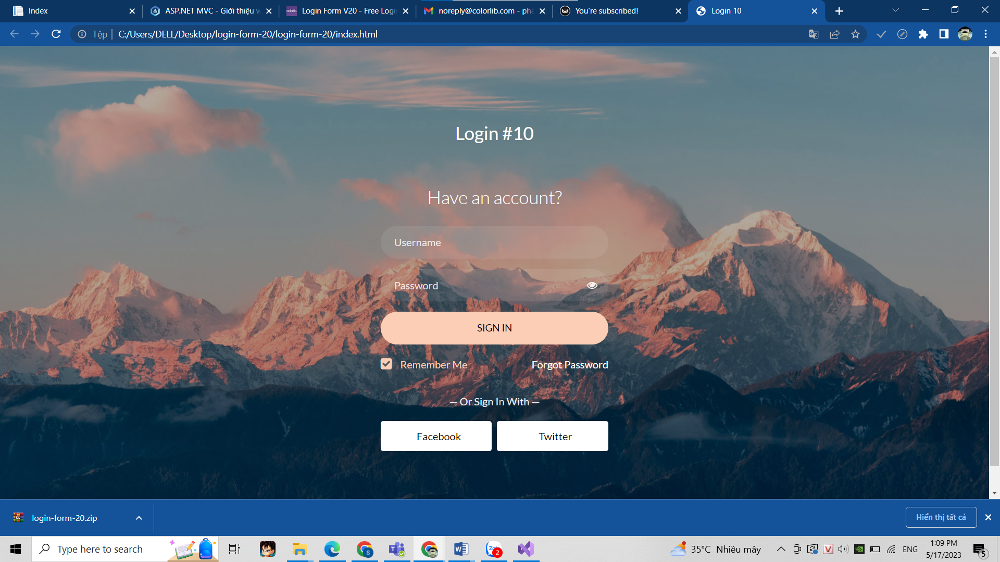 Index
ASP.NET MVC - Giới thiệu v
Login Form V20 - Free Logi
noreply@colorlib.com - pha
You're subscribed!
Login 10
Tệp
C:/Users/DELL/Desktop/login-form-20/login-form-20/index.html
Login #10
Have an account?
Username
Password
SIGN IN
Remember Me
Forgot Password
— Or Sign In With —
Facebook
Twitter
login-form-20.zip
Hiển thị tất cả
Type here to search
2
35°C Nhiều mây
ENG
1:09 PM
5/17/2023
5